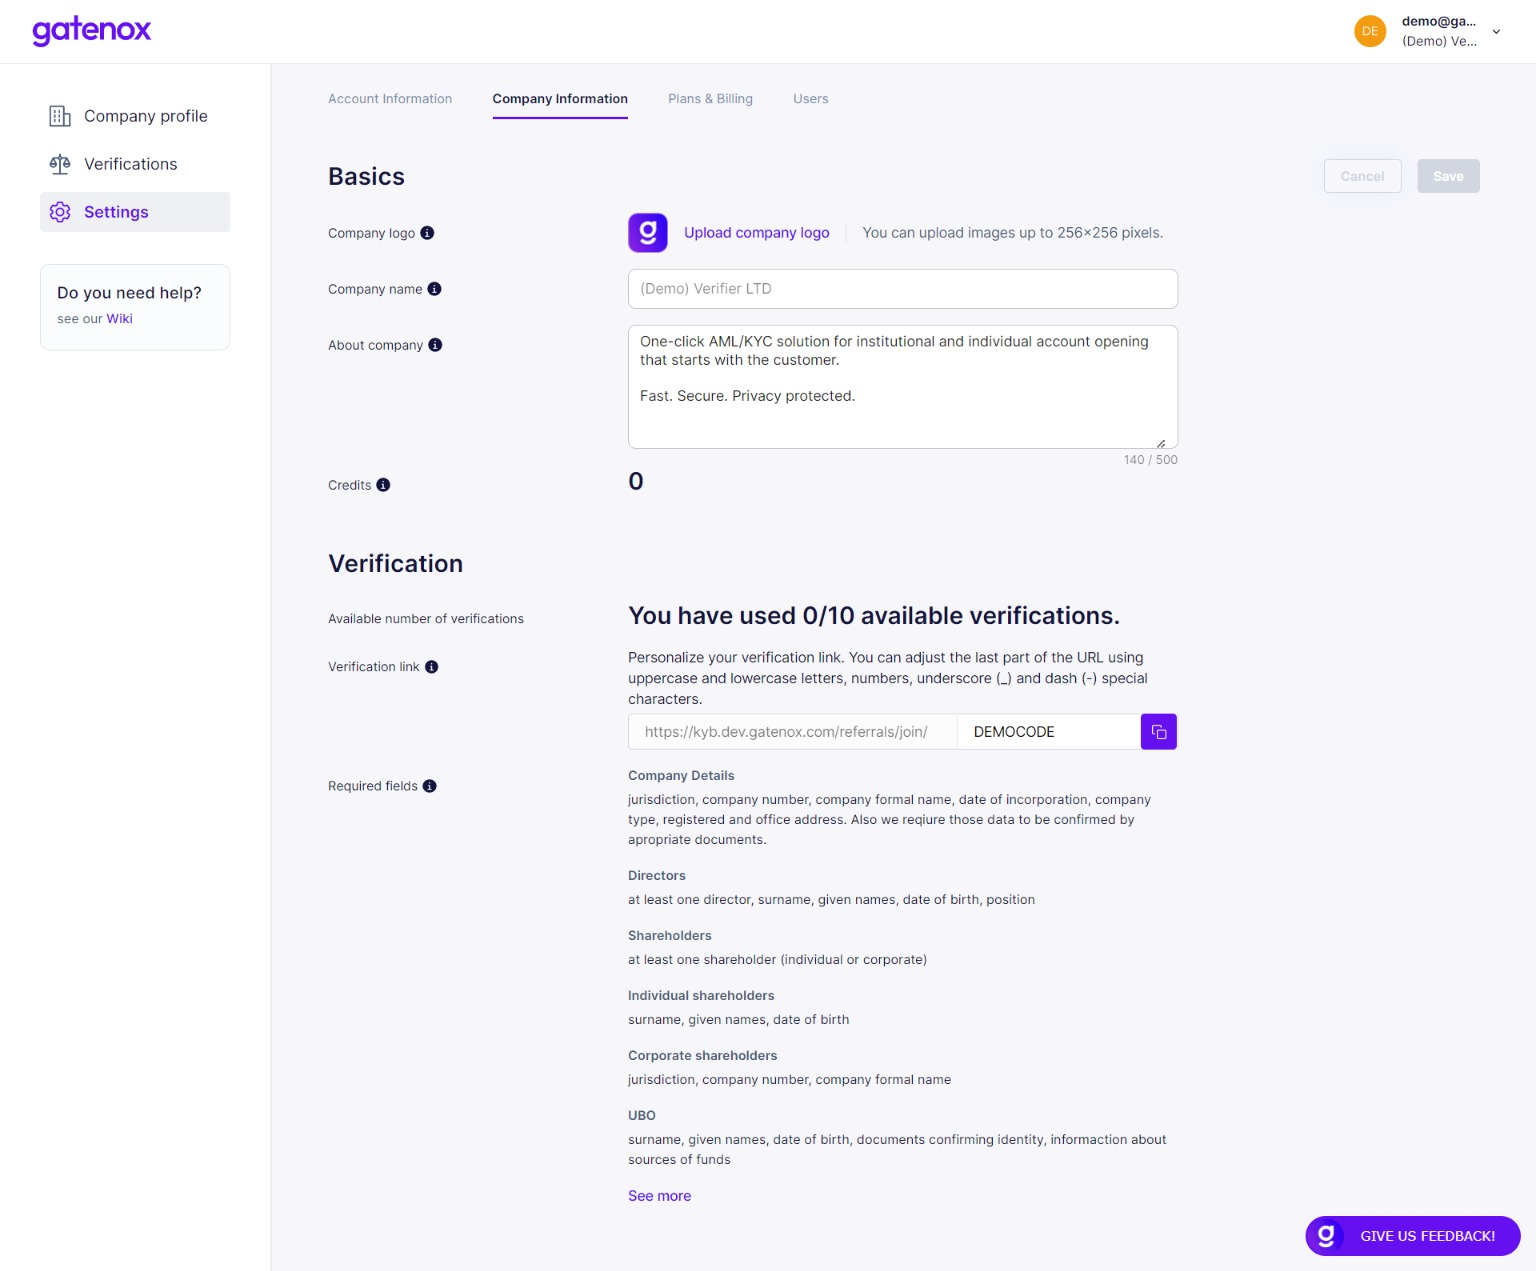 gatenox
DE
demo@ga...
(Demo) Ve...
Company profile
Verifications
Settings
Do you need help?
see our Wiki
Account Information
Company Information
Plans & Billing
Users
Basics
Cancel
Save
Company logo
g
Upload company logo
You can upload images up to 256×256 pixels.
Company name
(Demo) Verifier LTD
About company
One-click AML/KYC solution for institutional and individual account opening
that starts with the customer.
Fast. Secure. Privacy protected.
140 / 500
Credits
0
Verification
Available number of verifications
You have used 0/10 available verifications.
Verification link
Personalize your verification link. You can adjust the last part of the URL using
uppercase and lowercase letters, numbers, underscore (_) and dash (-) special
characters.
https://kyb.dev.gatenox.com/referrals/join/
DEMOCODE
Required fields
Company Details
jurisdiction, company number, company formal name, date of incorporation, company
type, registered and office address. Also we reqiure those data to be confirmed by
apropriate documents.
Directors
at least one director, surname, given names, date of birth, position
Shareholders
at least one shareholder (individual or corporate)
Individual shareholders
surname, given names, date of birth
Corporate shareholders
jurisdiction, company number, company formal name
UBO
surname, given names, date of birth, documents confirming identity, informaction about
sources of funds
See more
g
GIVE US FEEDBACK!